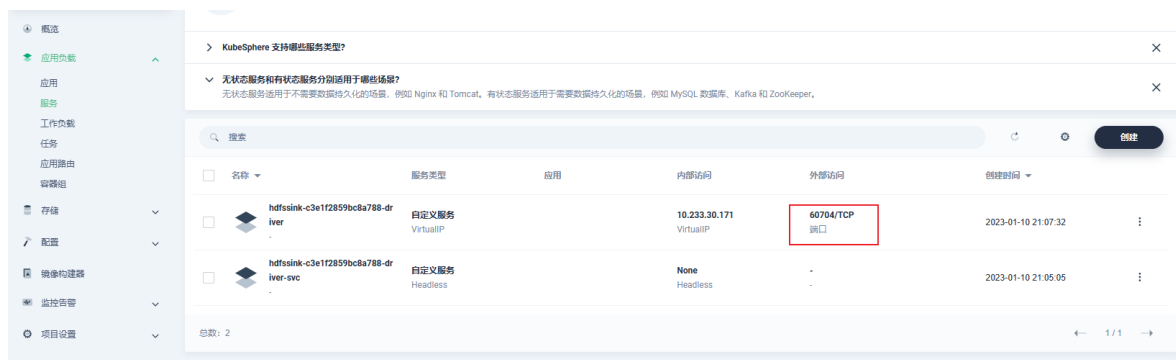 概览
应用负载
应用
服务
工作负载
任务
应用路由
容器组
存储
配置
镜像构建器
监控告警
项目设置
KubeSphere 支持哪些服务类型?
无状态服务和有状态服务分别适用于哪些场景?
无状态服务适用于不需要数据持久化的场景，例如 Nginx 和 Tomcat。有状态服务适用于需要数据持久化的场景，例如 MySQL 数据库、Kafka 和 ZooKeeper。
搜索
创建
名称 服务类型 应用 内部访问 外部访问 创建时间
hdfssink-c3e1f2859bc8a788-dr 自定义服务 10.233.30.171 60704/TCP 2023-01-10 21:07:32
iver VirtualIP VirtualIP 端口
-
hdfssink-c3e1f2859bc8a788-dr 自定义服务 None - 2023-01-10 21:05:05
iver-svc Headless Headless -
-
总数: 2 1 / 1